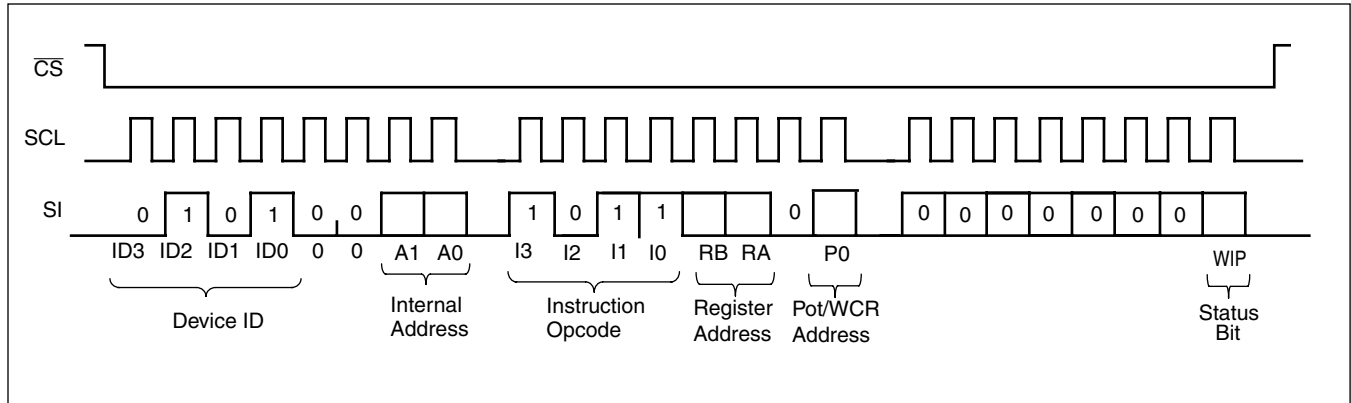 CS
SCL
SI
0 1 0 1 0 0 1 0 1 1 0 0 0 0 0 0 0 0
ID3 ID2 ID1 ID0 0 0 A1 A0 I3 I2 I1 I0 RB RA P0 WIP
Device ID
Internal
Address
Instruction
Opcode
Register
Address
Pot/WCR
Address
Status
Bit